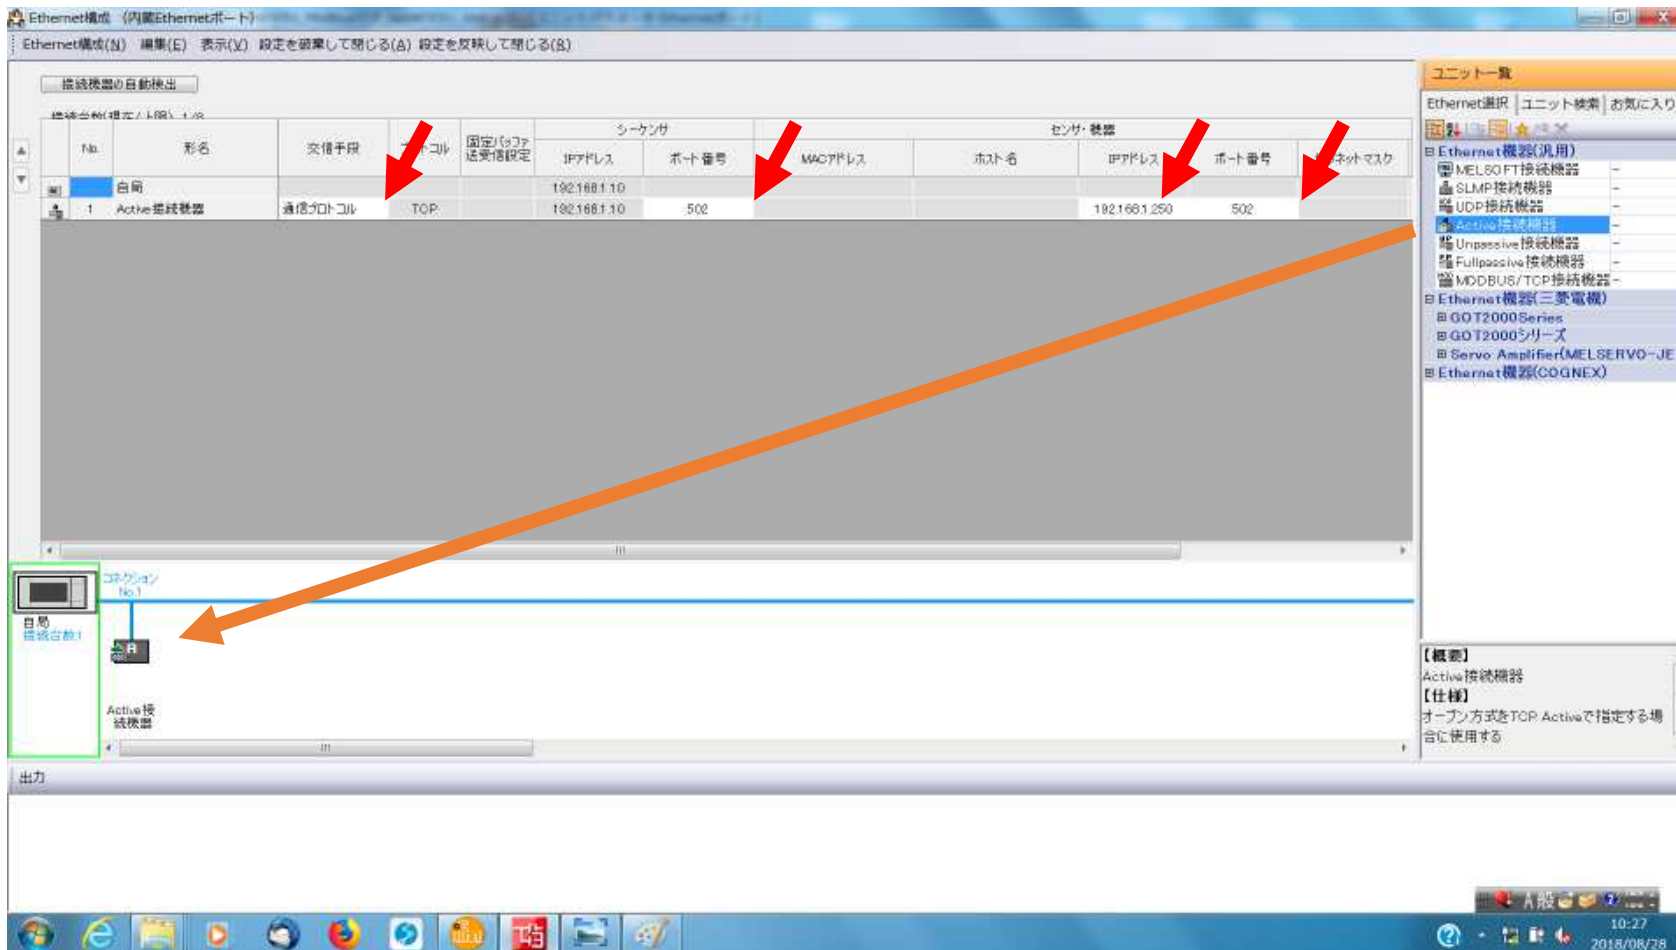 Ethernet構成 (内蔵Ethernetポート)
Ethernet構成(N) 編集(E) 表示(V) 設定を破棄して閉じる(A) 設定を反映して閉じる(R)
接続機器の自動検出
接続台数(現在/上限) 1/8
シーケンサ センサ・機器
No. 形名 交信手段 プロトコル 固定バッファ送受信設定 IPアドレス ポート番号 MACアドレス ホスト名 IPアドレス ポート番号 ネットマスク
自局 192.168.1.10
1 Active接続機器 通信プロトコル TCP 192.168.1.10 502 192.168.1.250 502
コネクション
No.1
自局
接続台数:1
Active接
続機器
出力
ユニット一覧
Ethernet選択 ユニット検索 お気に入り
Ethernet機器(汎用)
MELSOFT接続機器 -
SLMP接続機器 -
UDP接続機器 -
Active接続機器 -
Unpassive接続機器 -
Fullpassive接続機器 -
MODBUS/TCP接続機器 -
Ethernet機器(三菱電機)
GOT2000Series
GOT2000シリーズ
Servo Amplifier(MELSERVO-JE
Ethernet機器(COGNEX)
【概要】
Active接続機器
【仕様】
オープン方式をTCP Activeで指定する場
合に使用する
A 般
10:27
2018/08/28